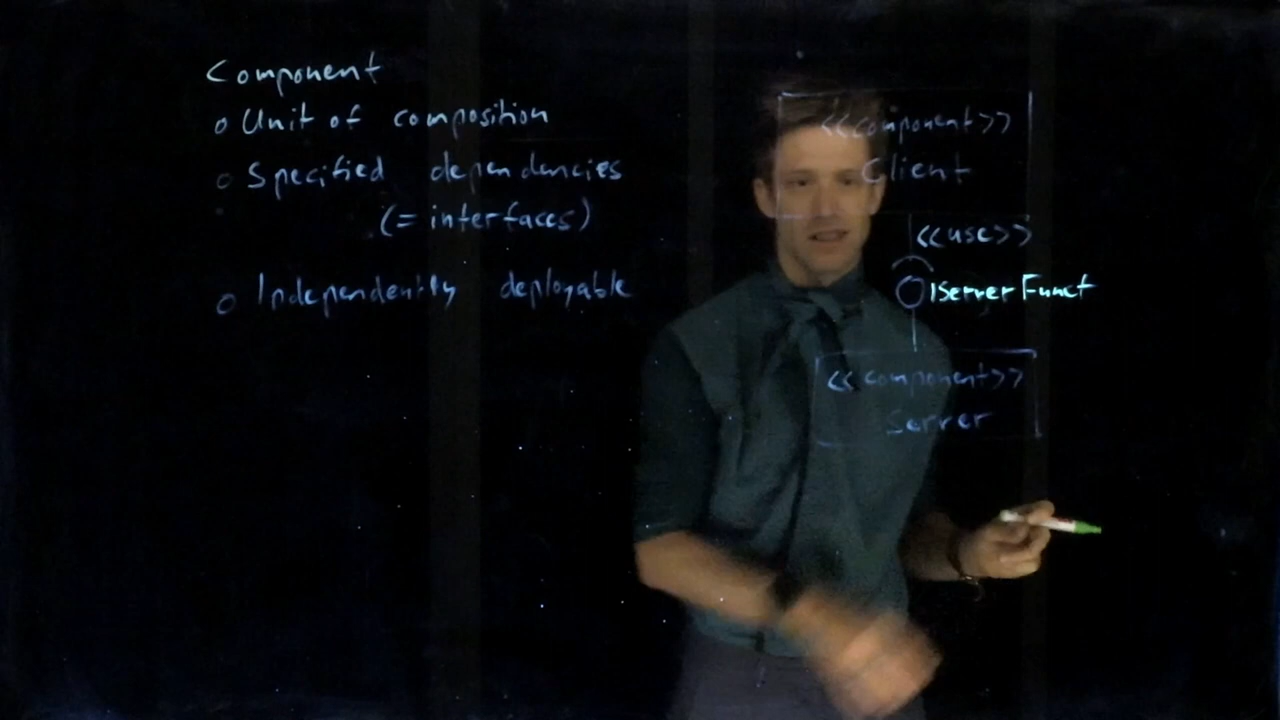 Component
o Unit of composition
o Specified dependencies
(= interfaces)
o Independently deployable
<<component>>
Client
<<use>>
IServerFunct
<<component>>
Server